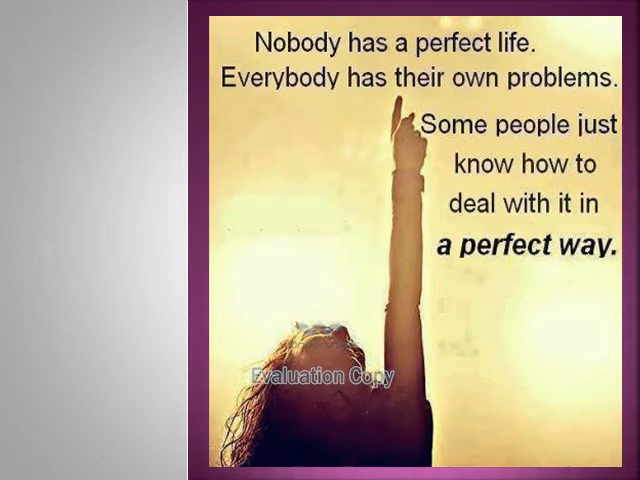 Nobody has a perfect life.
Everybody has their own problems.
Some people just
know how to
deal with it in
a perfect way.
Evaluation Copy